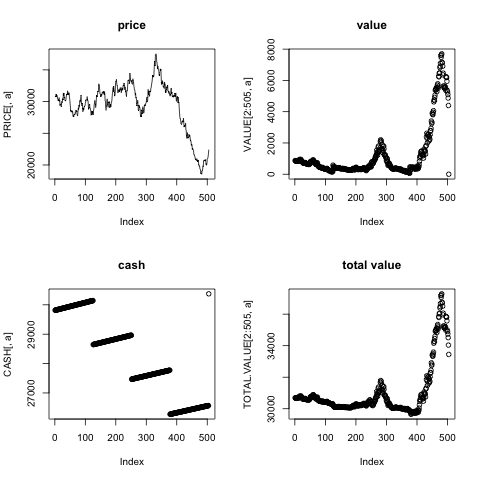 price
PRICE[, a]
20000
30000
0
100
200
300
400
500
Index
value
VALUE[2:505, a]
0
2000
4000
6000
8000
0
100
200
300
400
500
Index
cash
CASH[, a]
27000
29000
0
100
200
300
400
500
Index
total value
TOTAL.VALUE[2:505, a]
30000
34000
0
100
200
300
400
500
Index